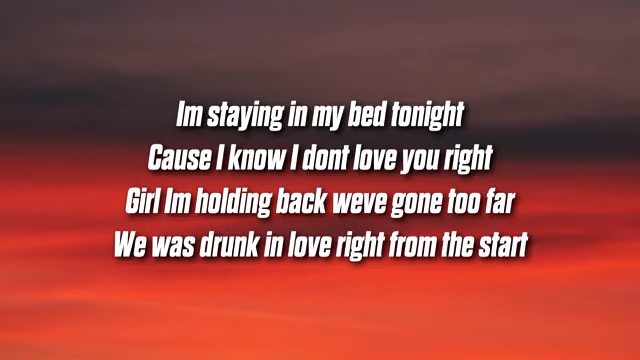 Im staying in my bed tonight
Cause I know I dont love you right
Girl Im holding back weve gone too far
We was drunk in love right from the start